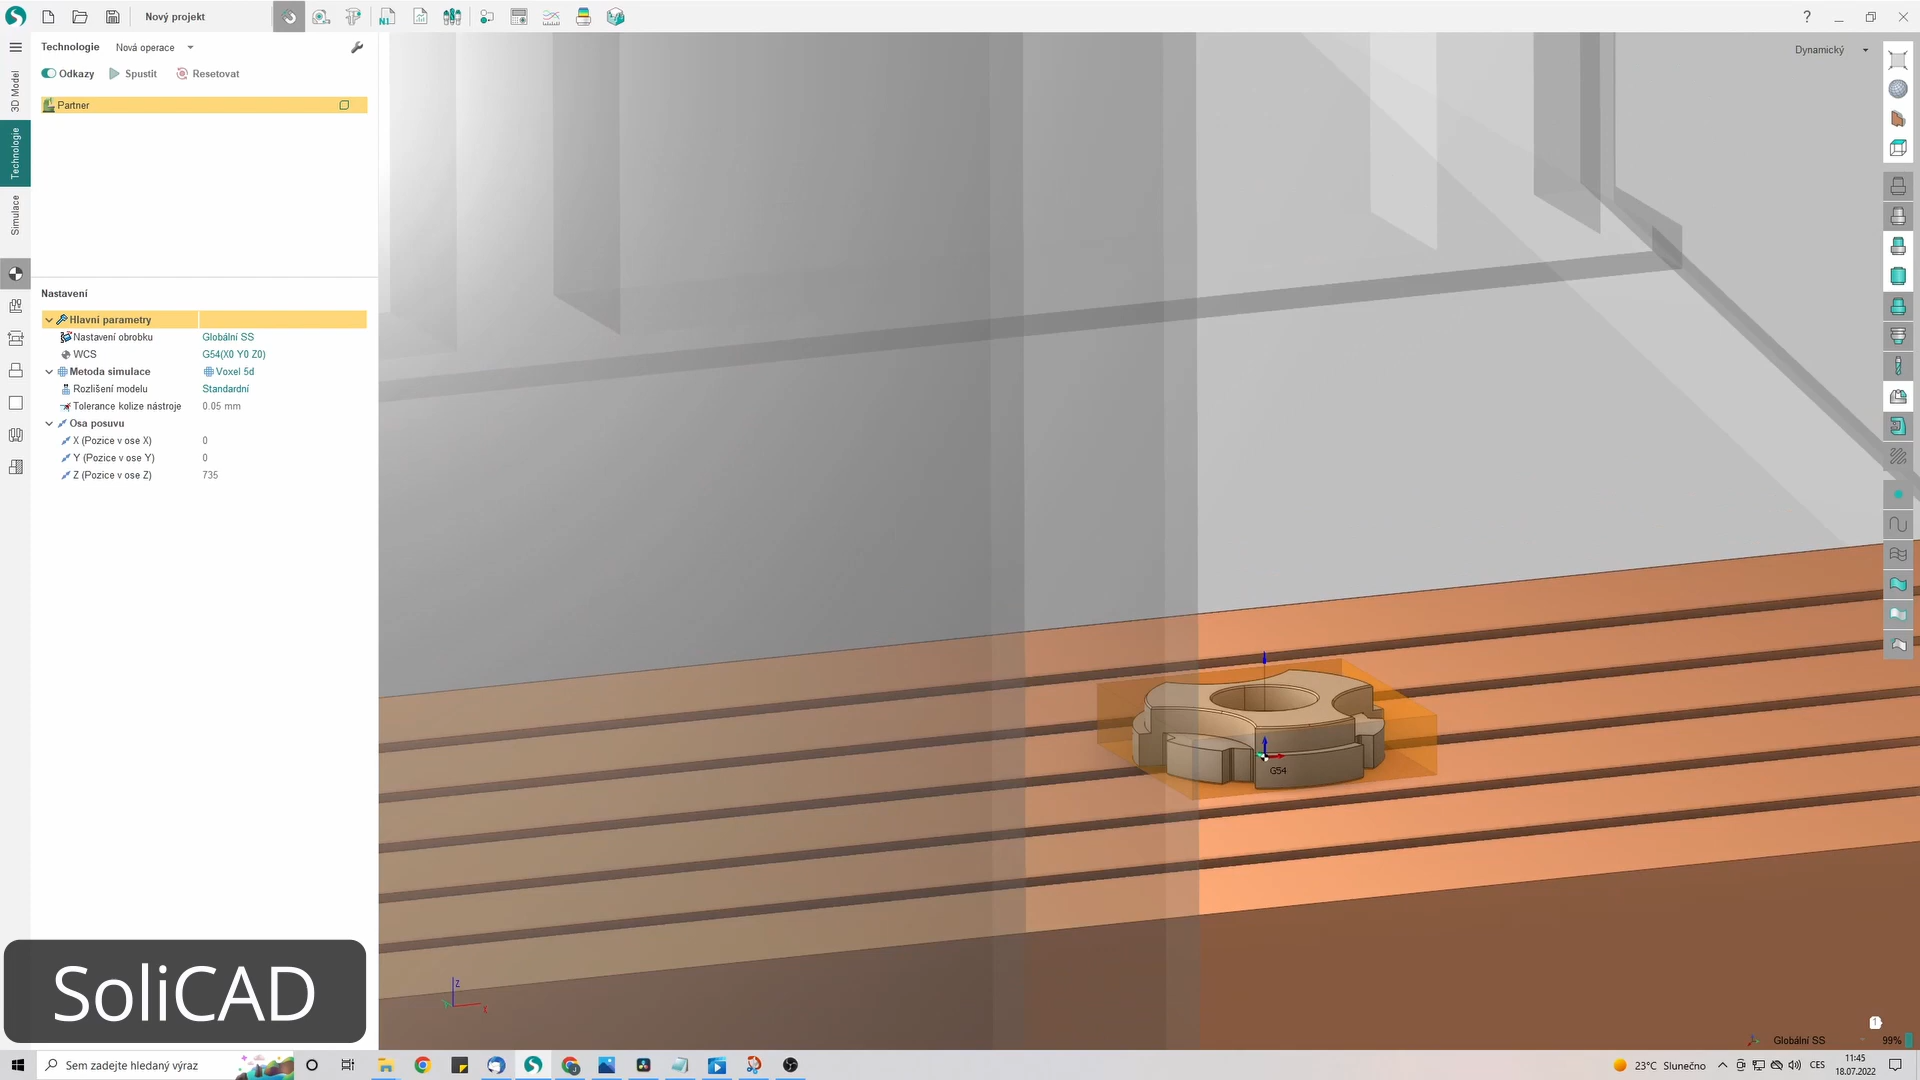 Nový projekt
Technologie
Nová operace
Dynamický
Odkazy
Spustit
Resetovat
3D Model
Technologie
Simulace
Partner
Nastavení
Hlavní parametry
Nastavení obrobku
Globální SS
WCS
G54(X0 Y0 Z0)
Metoda simulace
Voxel 5d
Rozlišení modelu
Standardní
Tolerance kolize nástroje
0.05 mm
Osa posuvu
X (Pozice v ose X)
0
Y (Pozice v ose Y)
0
Z (Pozice v ose Z)
735
G54
SoliCAD
Z
X
1
Globální SS
99%
Sem zadejte hledaný výraz
23°C Slunečno
CES
11:45
18.07.2022